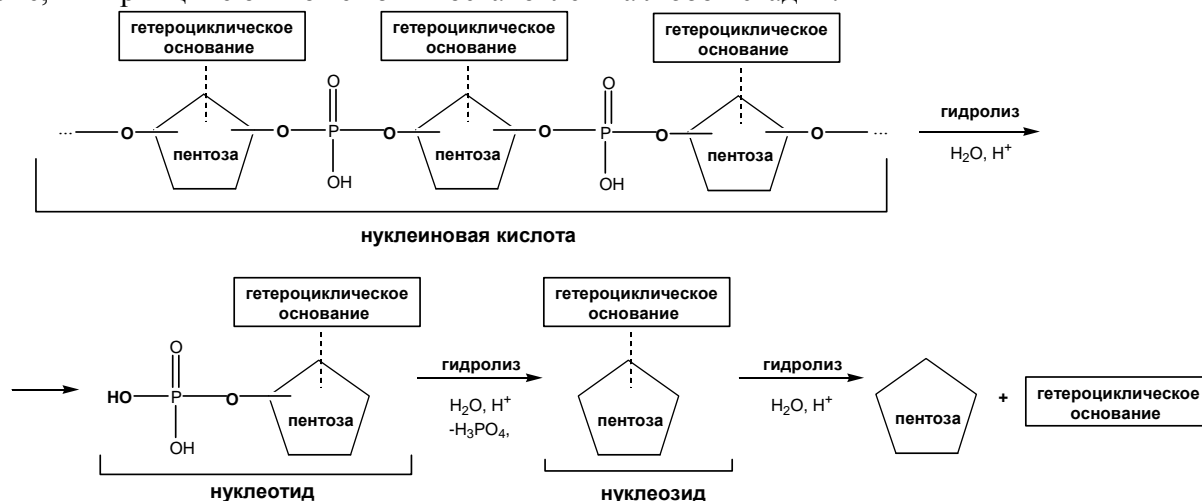 гетероциклическое
основание
гетероциклическое
основание
гетероциклическое
основание
... O пентоза O P O OH O пентоза O P O OH O пентоза O ...
гидролиз
H₂O, H⁺
нуклеиновая кислота
гетероциклическое
основание
гетероциклическое
основание
HO P O OH O пентоза
гидролиз
H₂O, H⁺
-H₃PO₄,
пентоза
гидролиз
H₂O, H⁺
пентоза
+
гетероциклическое
основание
нуклеотид
нуклеозид